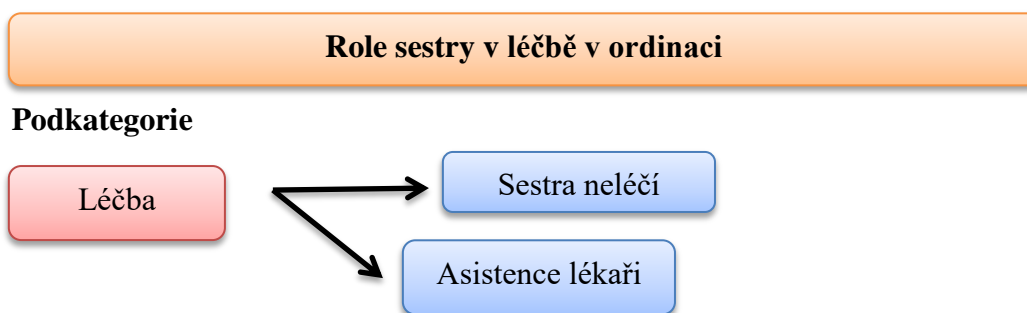 Role sestry v léčbě v ordinaci
Podkategorie
Léčba
Sestra neléčí
Asistence lékaři